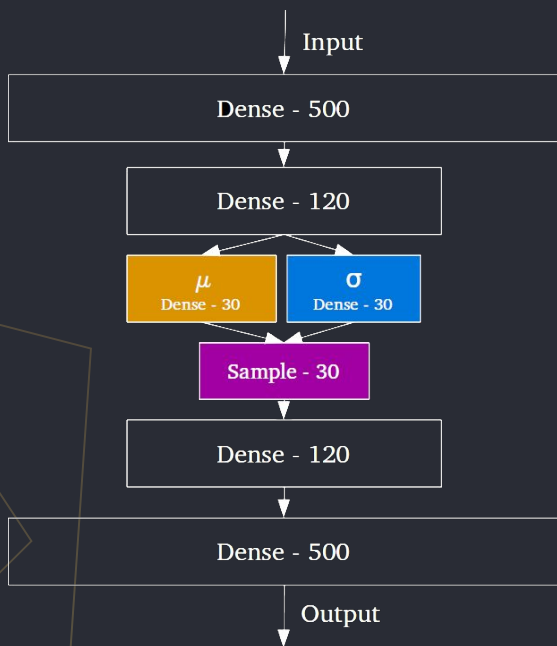 Input
Dense - 500
Dense - 120
μ
Dense - 30
σ
Dense - 30
Sample - 30
Dense - 120
Dense - 500
Output